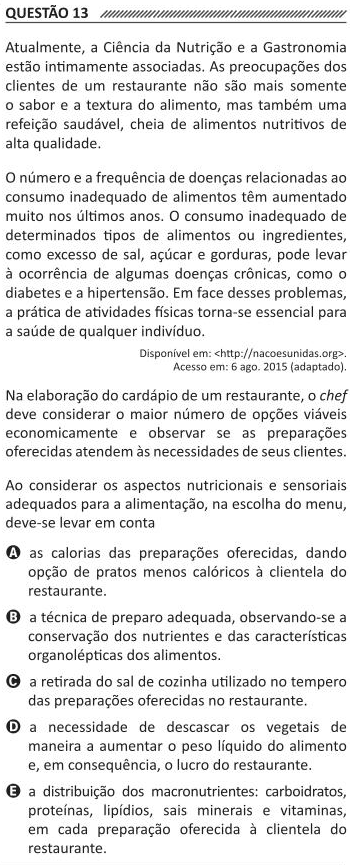 QUESTÃO 13
Atualmente, a Ciência da Nutrição e a Gastronomia
estão intimamente associadas. As preocupações dos
clientes de um restaurante não são mais somente
o sabor e a textura do alimento, mas também uma
refeição saudável, cheia de alimentos nutritivos de
alta qualidade.
O número e a frequência de doenças relacionadas ao
consumo inadequado de alimentos têm aumentado
muito nos últimos anos. O consumo inadequado de
determinados tipos de alimentos ou ingredientes,
como excesso de sal, açúcar e gorduras, pode levar
à ocorrência de algumas doenças crônicas, como o
diabetes e a hipertensão. Em face desses problemas,
a prática de atividades físicas torna-se essencial para
a saúde de qualquer indivíduo.
Disponível em: <http://nacoesunidas.org>.
Acesso em: 6 ago. 2015 (adaptado).
Na elaboração do cardápio de um restaurante, o chef
deve considerar o maior número de opções viáveis
economicamente e observar se as preparações
oferecidas atendem às necessidades de seus clientes.
Ao considerar os aspectos nutricionais e sensoriais
adequados para a alimentação, na escolha do menu,
deve-se levar em conta
A as calorias das preparações oferecidas, dando
opção de pratos menos calóricos à clientela do
restaurante.
B a técnica de preparo adequada, observando-se a
conservação dos nutrientes e das características
organolépticas dos alimentos.
C a retirada do sal de cozinha utilizado no tempero
das preparações oferecidas no restaurante.
D a necessidade de descascar os vegetais de
maneira a aumentar o peso líquido do alimento
e, em consequência, o lucro do restaurante.
E a distribuição dos macronutrientes: carboidratos,
proteínas, lipídios, sais minerais e vitaminas,
em cada preparação oferecida à clientela do
restaurante.